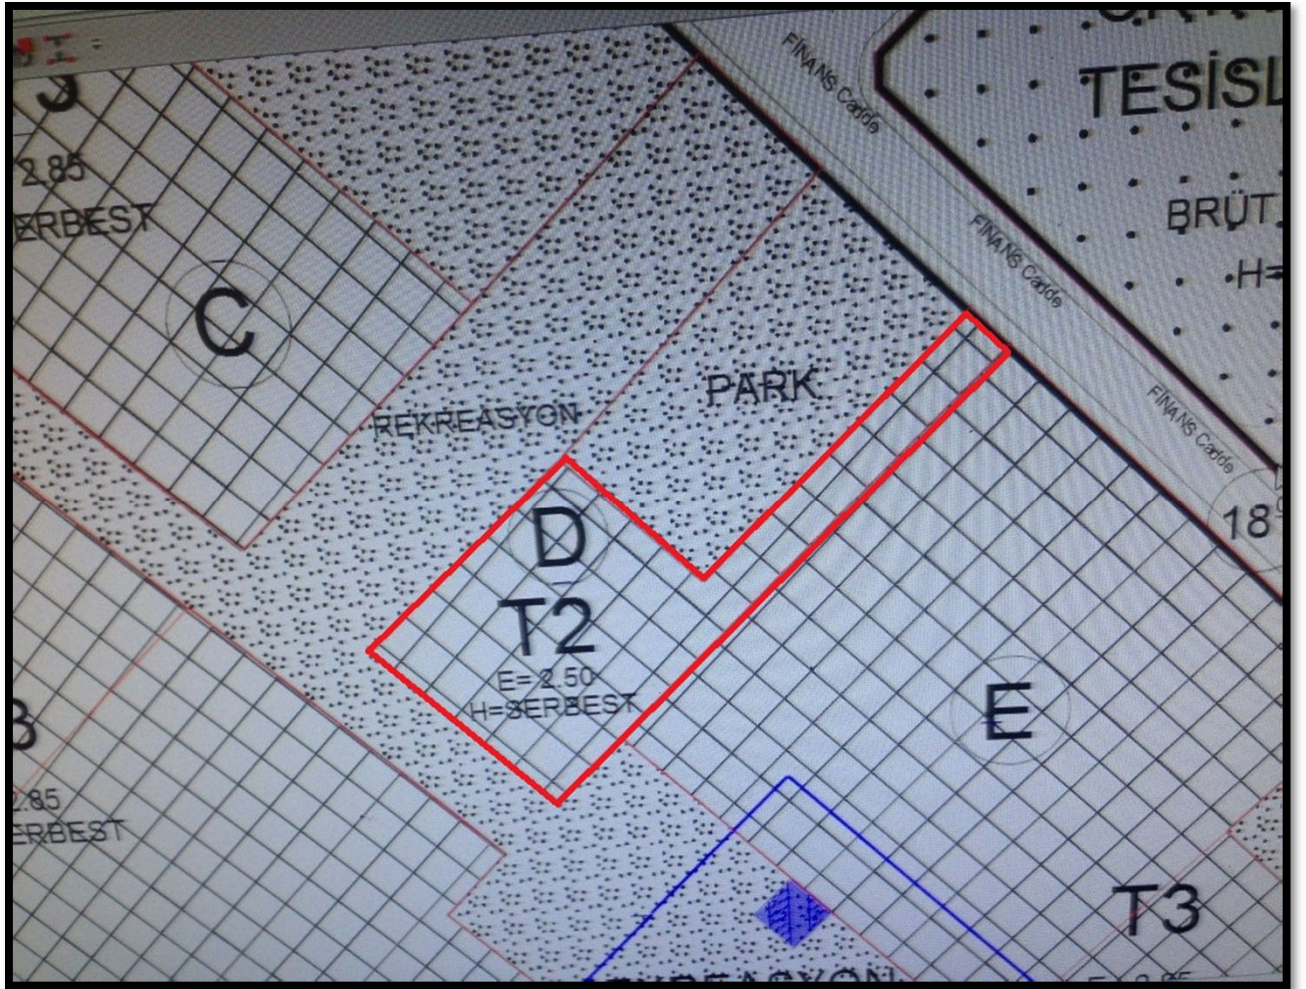 FİNANS Cadde
TESİSL
2.85
ERBEST
BRÜT
FİNANS Cadde
H=
C
PARK
REKREASYON
FİNANS Cadde
D
18
T2
E= 2.50
H=SERBEST
E
2.85
ERBEST
T3